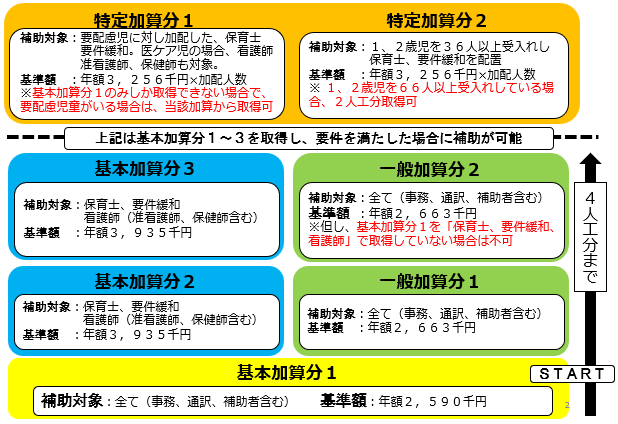 特定加算分１
補助対象：要配慮児に対し加配した、保育士
要件緩和。医ケア児の場合、看護師
准看護師、保健師も対象。
基準額　：年額３，２５６千円×加配人数
※基本加算分１のみしか取得できない場合で、
要配慮児童がいる場合は、当該加算から取得可
特定加算分２
補助対象：１、２歳児を３６人以上受入れし
保育士、要件緩和を配置
基準額　：年額３，２５６千円×加配人数
※ １、２歳児を６６人以上受入れしている場
合、２人工分取得可
上記は基本加算分１～３を取得し、要件を満たした場合に補助が可能
基本加算分３
補助対象：保育士、要件緩和
看護師（准看護師、保健師含む）
基準額　：年額３，９３５千円
一般加算分２
補助対象：全て（事務、通訳、補助者含む）
基準額　：年額２，６６３千円
※但し、基本加算分１を「保育士、要件緩和、
看護師」で取得していない場合は不可
４人工分まで
基本加算分２
補助対象：保育士、要件緩和
看護師（准看護師、保健師含む）
基準額　：年額３，９３５千円
一般加算分１
補助対象：全て（事務、通訳、補助者含む）
基準額　：年額２，６６３千円
基本加算分１
補助対象：全て（事務、通訳、補助者含む）　　基準額：年額２，５９０千円
ＳＴＡＲＴ
2